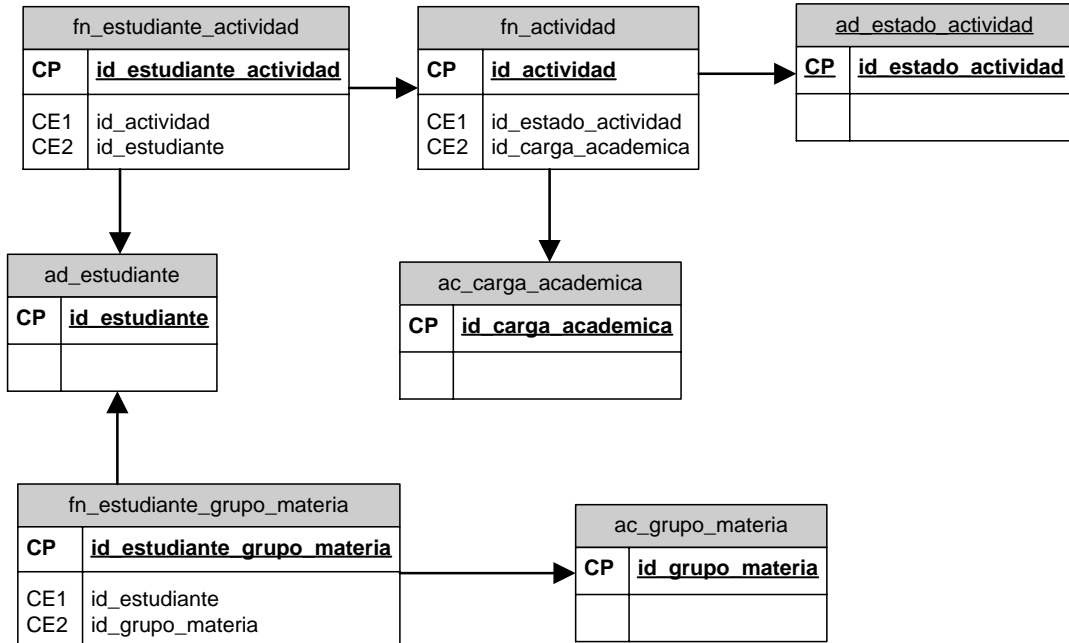 fn_estudiante_actividad
CP id_estudiante_actividad
CE1 id_actividad
CE2 id_estudiante
fn_actividad
CP id_actividad
CE1 id_estado_actividad
CE2 id_carga_academica
ad_estado_actividad
CP id_estado_actividad
ad_estudiante
CP id_estudiante
ac_carga_academica
CP id_carga_academica
fn_estudiante_grupo_materia
CP id_estudiante_grupo_materia
CE1 id_estudiante
CE2 id_grupo_materia
ac_grupo_materia
CP id_grupo_materia